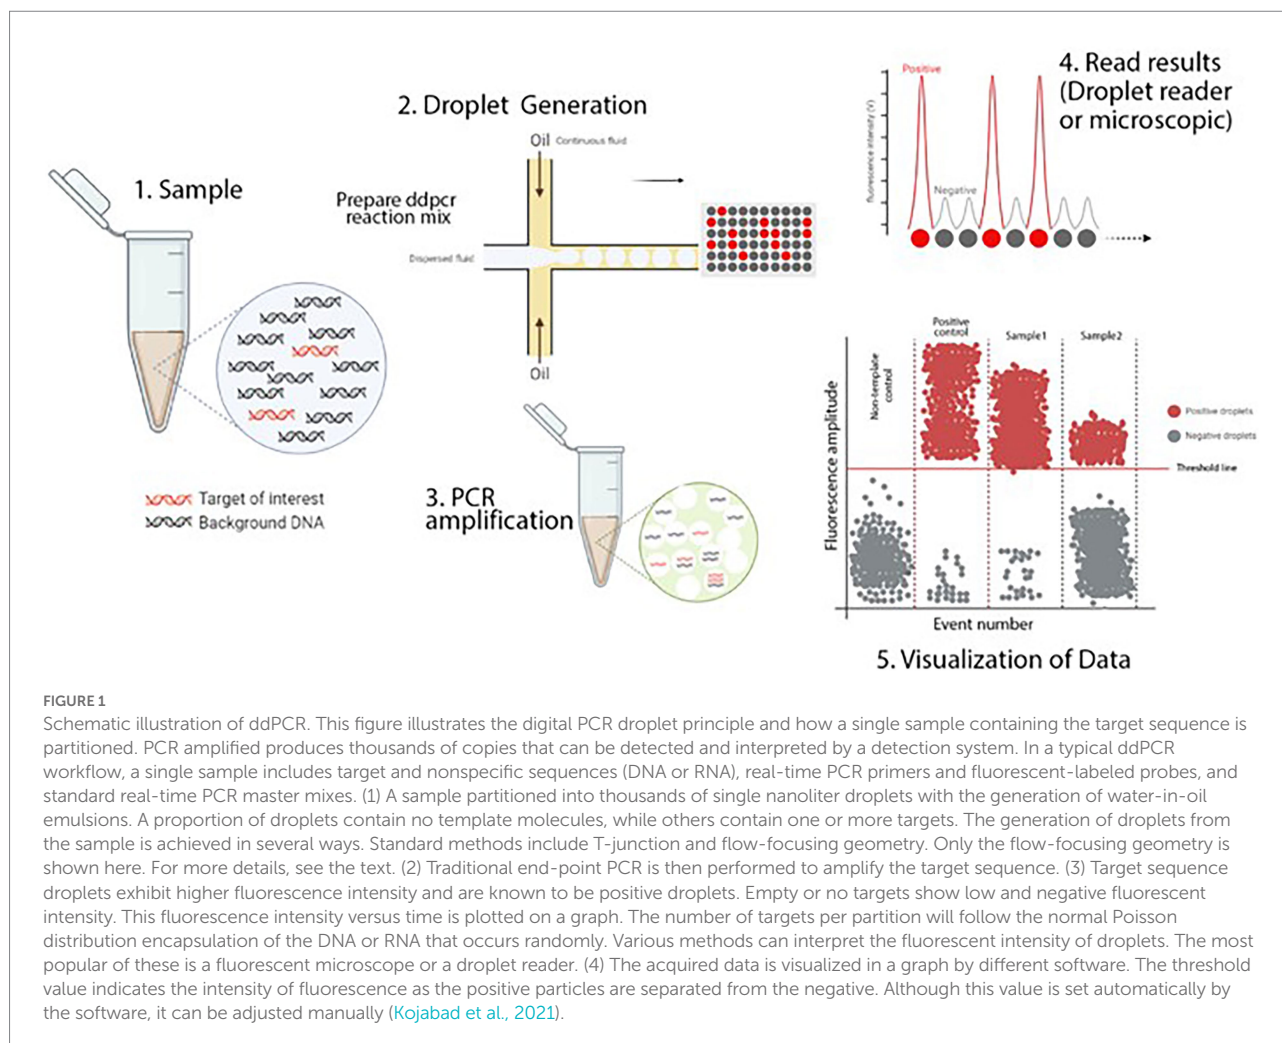 1. Sample
Target of interest
Background DNA
2. Droplet Generation
Oil Continuous fluid
Prepare ddpcr
reaction mix
Dispersed fluid
Oil
3. PCR
amplification
4. Read results
(Droplet reader
or microscopic)
Positive
Negative
fluorescence intensity (V)
Non-template
control
Positive
control
Sample1
Sample2
Positive droplets
Negative droplets
Threshold line
Fluorescence amplitude
Event number
5. Visualization of Data
FIGURE 1
Schematic illustration of ddPCR. This figure illustrates the digital PCR droplet principle and how a single sample containing the target sequence is
partitioned. PCR amplified produces thousands of copies that can be detected and interpreted by a detection system. In a typical ddPCR
workflow, a single sample includes target and nonspecific sequences (DNA or RNA), real-time PCR primers and fluorescent-labeled probes, and
standard real-time PCR master mixes. (1) A sample partitioned into thousands of single nanoliter droplets with the generation of water-in-oil
emulsions. A proportion of droplets contain no template molecules, while others contain one or more targets. The generation of droplets from
the sample is achieved in several ways. Standard methods include T-junction and flow-focusing geometry. Only the flow-focusing geometry is
shown here. For more details, see the text. (2) Traditional end-point PCR is then performed to amplify the target sequence. (3) Target sequence
droplets exhibit higher fluorescence intensity and are known to be positive droplets. Empty or no targets show low and negative fluorescent
intensity. This fluorescence intensity versus time is plotted on a graph. The number of targets per partition will follow the normal Poisson
distribution encapsulation of the DNA or RNA that occurs randomly. Various methods can interpret the fluorescent intensity of droplets. The most
popular of these is a fluorescent microscope or a droplet reader. (4) The acquired data is visualized in a graph by different software. The threshold
value indicates the intensity of fluorescence as the positive particles are separated from the negative. Although this value is set automatically by
the software, it can be adjusted manually (Kojabad et al., 2021).